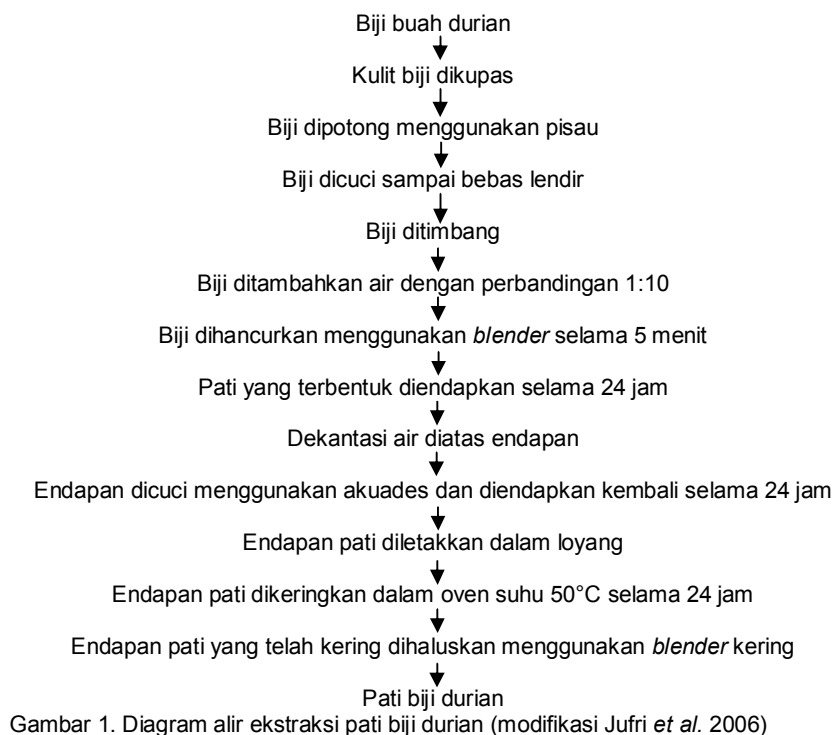 Biji buah durian
Kulit biji dikupas
Biji dipotong menggunakan pisau
Biji dicuci sampai bebas lendir
Biji ditimbang
Biji ditambahkan air dengan perbandingan 1:10
Biji dihancurkan menggunakan blender selama 5 menit
Pati yang terbentuk diendapkan selama 24 jam
Dekantasi air diatas endapan
Endapan dicuci menggunakan akuades dan diendapkan kembali selama 24 jam
Endapan pati diletakkan dalam loyang
Endapan pati dikeringkan dalam oven suhu 50°C selama 24 jam
Endapan pati yang telah kering dihaluskan menggunakan blender kering
Pati biji durian
Gambar 1. Diagram alir ekstraksi pati biji durian (modifikasi Jufri et al. 2006)